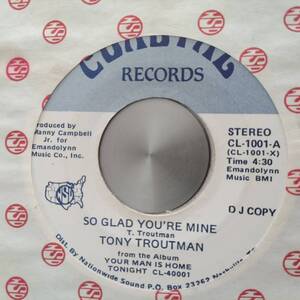 RECORDS
Produced by
Manny Campbell
Jr. for
Emandolynn
Music Co., Inc.
STEREO
CL-1001-A
(CL-1001-X)
Time 4:30
Emandolynn
Music BMI
NSD
SO GLAD YOU'RE MINE
T. Troutman
TONY TROUTMAN
D J COPY
from the Album
YOUR MAN IS HOME
TONIGHT CL-40001
Dist. By Nationwide Sound P.O. Box 23262